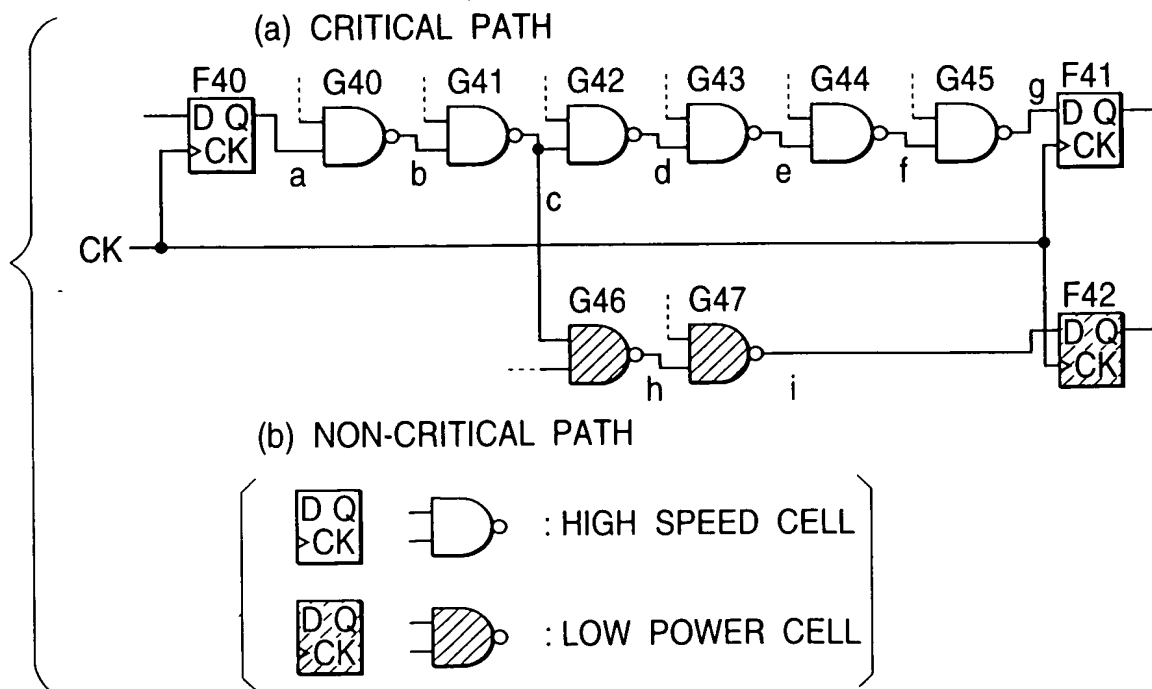 (a) CRITICAL PATH
F40 G40 G41 G42 G43 G44 G45 g F41
D Q D Q
CK CK
a b c d e f
CK
G46 G47 F42
D Q
CK
h i
(b) NON-CRITICAL PATH
D Q
CK : HIGH SPEED CELL
D Q
CK : LOW POWER CELL